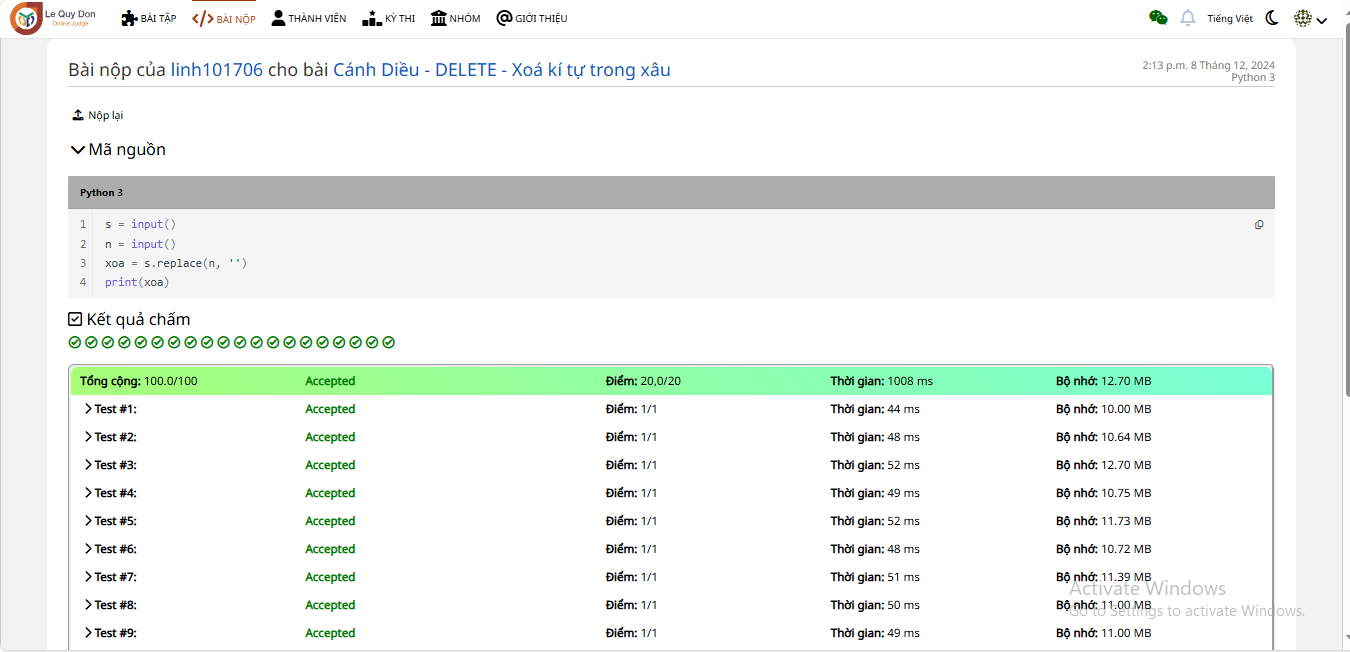 Le Quy Don
Online Judge
BÀI TẬP
BÀI NỘP
THÀNH VIÊN
KỲ THI
NHÓM
GIỚI THIỆU
Tiếng Việt
Bài nộp của linh101706 cho bài Cánh Diều - DELETE - Xoá kí tự trong xâu
2:13 p.m. 8 Tháng 12, 2024
Python 3
Nộp lại
Mã nguồn
Python 3
1 s = input()
2 n = input()
3 xoa = s.replace(n, '')
4 print(xoa)
Kết quả chấm
Tổng cộng: 100.0/100 Accepted Điểm: 20,0/20 Thời gian: 1008 ms Bộ nhớ: 12.70 MB
Test #1: Accepted Điểm: 1/1 Thời gian: 44 ms Bộ nhớ: 10.00 MB
Test #2: Accepted Điểm: 1/1 Thời gian: 48 ms Bộ nhớ: 10.64 MB
Test #3: Accepted Điểm: 1/1 Thời gian: 52 ms Bộ nhớ: 12.70 MB
Test #4: Accepted Điểm: 1/1 Thời gian: 49 ms Bộ nhớ: 10.75 MB
Test #5: Accepted Điểm: 1/1 Thời gian: 52 ms Bộ nhớ: 11.73 MB
Test #6: Accepted Điểm: 1/1 Thời gian: 48 ms Bộ nhớ: 10.72 MB
Test #7: Accepted Điểm: 1/1 Thời gian: 51 ms Bộ nhớ: 11.39 MB
Test #8: Accepted Điểm: 1/1 Thời gian: 50 ms Bộ nhớ: 11.00 MB
Test #9: Accepted Điểm: 1/1 Thời gian: 49 ms Bộ nhớ: 11.00 MB
Activate Windows
Go to Settings to activate Windows.